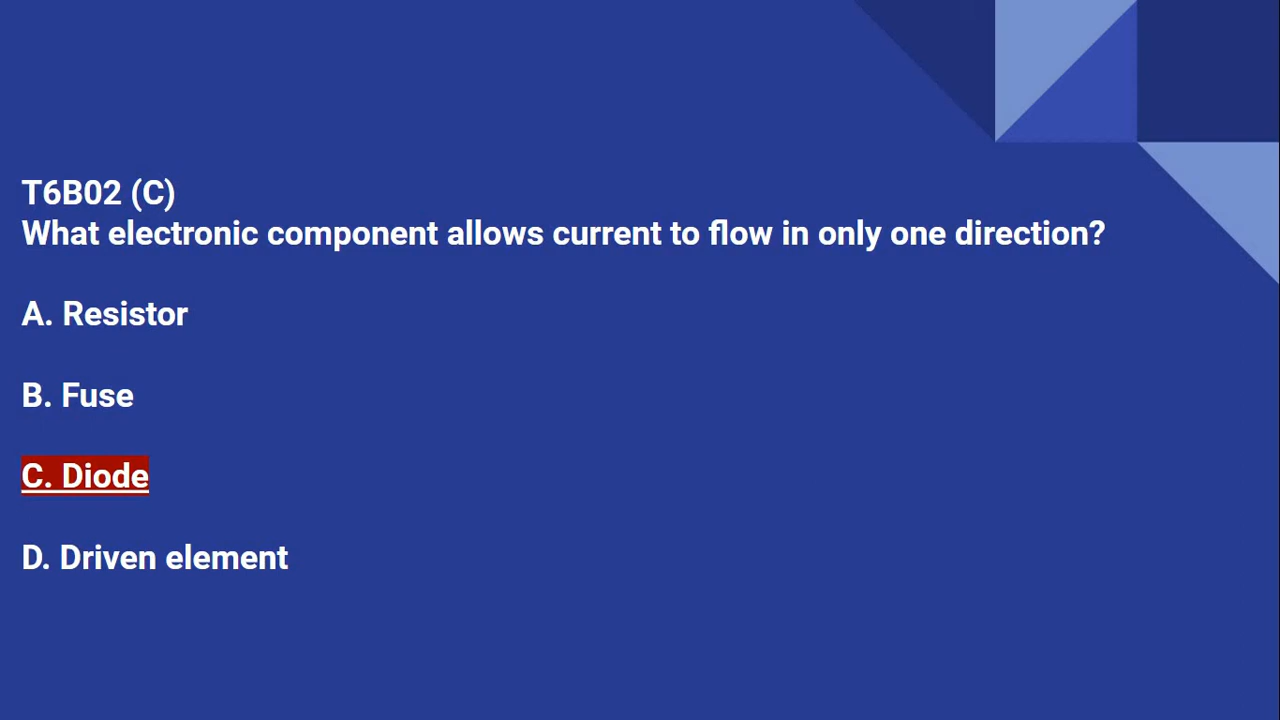 T6B02 (C)
What electronic component allows current to flow in only one direction?
A. Resistor
B. Fuse
C. Diode
D. Driven element